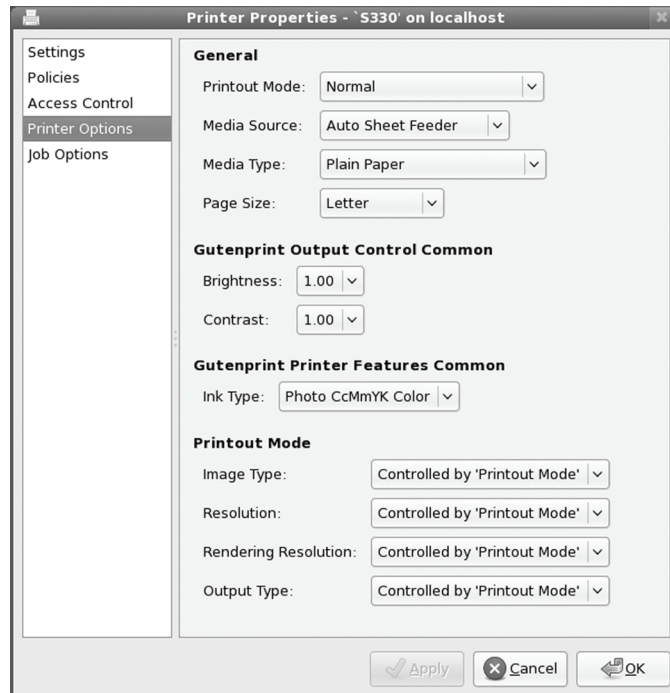 Printer Properties - `S330' on localhost
Settings
Policies
Access Control
Printer Options
Job Options
General
Printout Mode: Normal
Media Source: Auto Sheet Feeder
Media Type: Plain Paper
Page Size: Letter
Gutenprint Output Control Common
Brightness: 1.00
Contrast: 1.00
Gutenprint Printer Features Common
Ink Type: Photo CcMmYK Color
Printout Mode
Image Type: Controlled by 'Printout Mode'
Resolution: Controlled by 'Printout Mode'
Rendering Resolution: Controlled by 'Printout Mode'
Output Type: Controlled by 'Printout Mode'
Apply Cancel OK